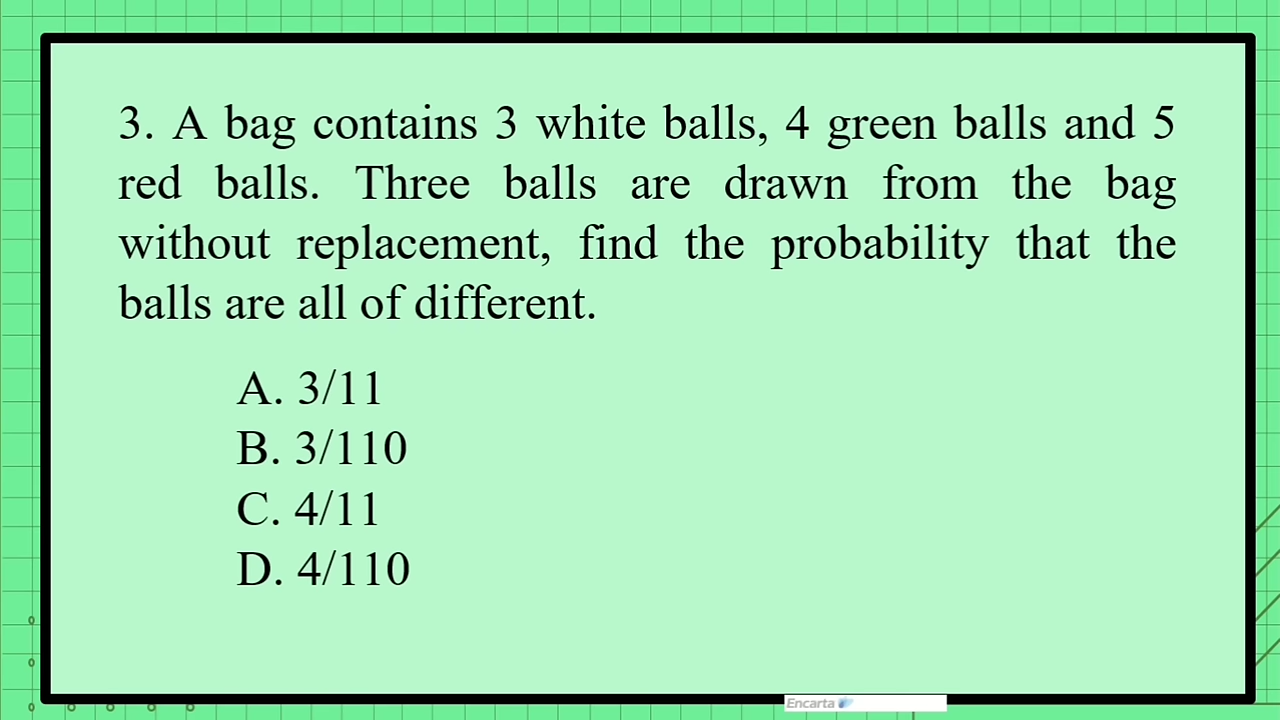 3. A bag contains 3 white balls, 4 green balls and 5
red balls. Three balls are drawn from the bag
without replacement, find the probability that the
balls are all of different.
A. 3/11
B. 3/110
C. 4/11
D. 4/110
Encarta